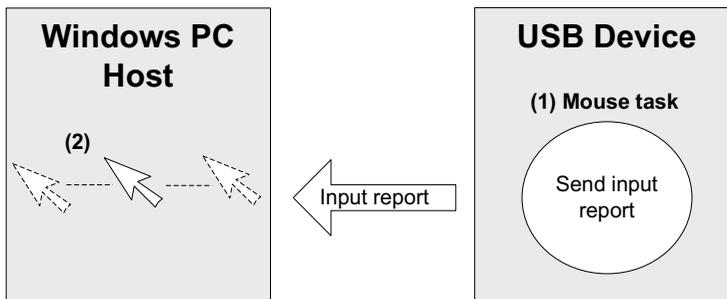 Windows PC
Host
(2)
Input report
USB Device
(1) Mouse task
Send input
report